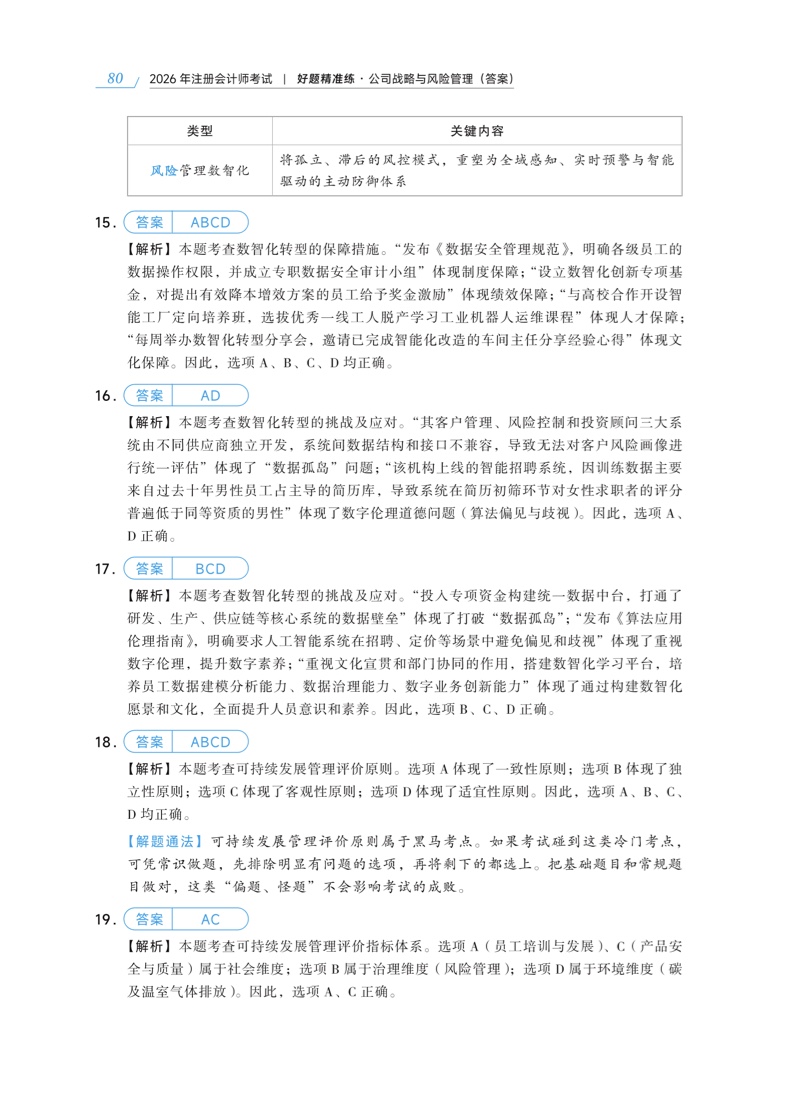 80 2026 年注册会计师考试 | 好题精准练·公司战略与风险管理（答案）
类型 关键内容
风险管理数智化 将孤立、滞后的风控模式，重塑为全域感知、实时预警与智能
驱动的主动防御体系
15. 答案 ABCD
【解析】本题考查数智化转型的保障措施。“发布《数据安全管理规范》，明确各级员工的
数据操作权限，并成立专职数据安全审计小组”体现制度保障；“设立数智化创新专项基
金，对提出有效降本增效方案的员工给予奖金激励”体现绩效保障；“与高校合作开设智
能工厂定向培养班，选拔优秀一线工人脱产学习工业机器人运维课程”体现人才保障；
“每周举办数智化转型分享会，邀请已完成智能化改造的车间主任分享经验心得”体现文
化保障。因此，选项 A、B、C、D 均正确。
16. 答案 AD
【解析】本题考查数智化转型的挑战及应对。“其客户管理、风险控制和投资顾问三大系
统由不同供应商独立开发，系统间数据结构和接口不兼容，导致无法对客户风险画像进
行统一评估”体现了“数据孤岛”问题；“该机构上线的智能招聘系统，因训练数据主要
来自过去十年男性员工占主导的简历库，导致系统在简历初筛环节对女性求职者的评分
普遍低于同等资质的男性”体现了数字伦理道德问题（算法偏见与歧视）。因此，选项 A、
D 正确。
17. 答案 BCD
【解析】本题考查数智化转型的挑战及应对。“投入专项资金构建统一数据中台，打通了
研发、生产、供应链等核心系统的数据壁垒”体现了打破“数据孤岛”；“发布《算法应用
伦理指南》，明确要求人工智能系统在招聘、定价等场景中避免偏见和歧视”体现了重视
数字伦理，提升数字素养；“重视文化宣贯和部门协同的作用，搭建数智化学习平台，培
养员工数据建模分析能力、数据治理能力、数字业务创新能力”体现了通过构建数智化
愿景和文化，全面提升人员意识和素养。因此，选项 B、C、D 正确。
18. 答案 ABCD
【解析】本题考查可持续发展管理评价原则。选项 A 体现了一致性原则；选项 B 体现了独
立性原则；选项 C 体现了客观性原则；选项 D 体现了适宜性原则。因此，选项 A、B、C、
D 均正确。
【解题通法】可持续发展管理评价原则属于黑马考点。如果考试碰到这类冷门考点，
可凭常识做题，先排除明显有问题的选项，再将剩下的都选上。把基础题目和常规题
目做对，这类“偏题、怪题”不会影响考试的成败。
19. 答案 AC
【解析】本题考查可持续发展管理评价指标体系。选项 A（员工培训与发展）、C（产品安
全与质量）属于社会维度；选项 B 属于治理维度（风险管理）；选项 D 属于环境维度（碳
及温室气体排放）。因此，选项 A、C 正确。